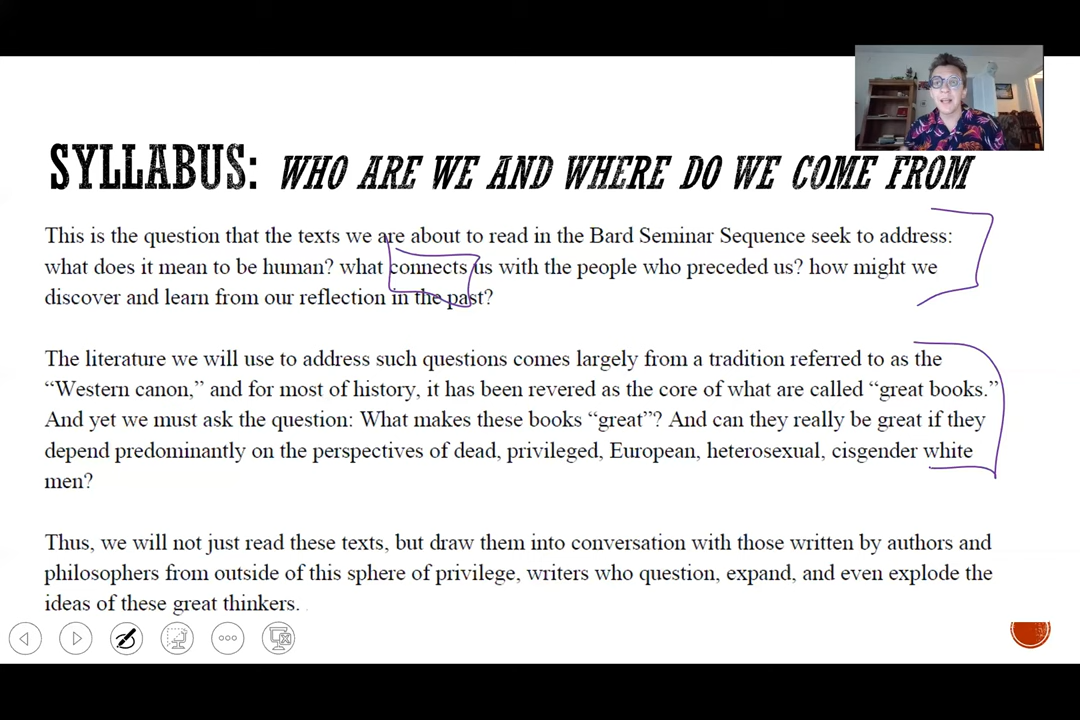 SYLLABUS: WHO ARE WE AND WHERE DO WE COME FROM
This is the question that the texts we are about to read in the Bard Seminar Sequence seek to address:
what does it mean to be human? what connects us with the people who preceded us? how might we
discover and learn from our reflection in the past?
The literature we will use to address such questions comes largely from a tradition referred to as the
“Western canon,” and for most of history, it has been revered as the core of what are called “great books.”
And yet we must ask the question: What makes these books “great”? And can they really be great if they
depend predominantly on the perspectives of dead, privileged, European, heterosexual, cisgender white
men?
Thus, we will not just read these texts, but draw them into conversation with those written by authors and
philosophers from outside of this sphere of privilege, writers who question, expand, and even explode the
ideas of these great thinkers.